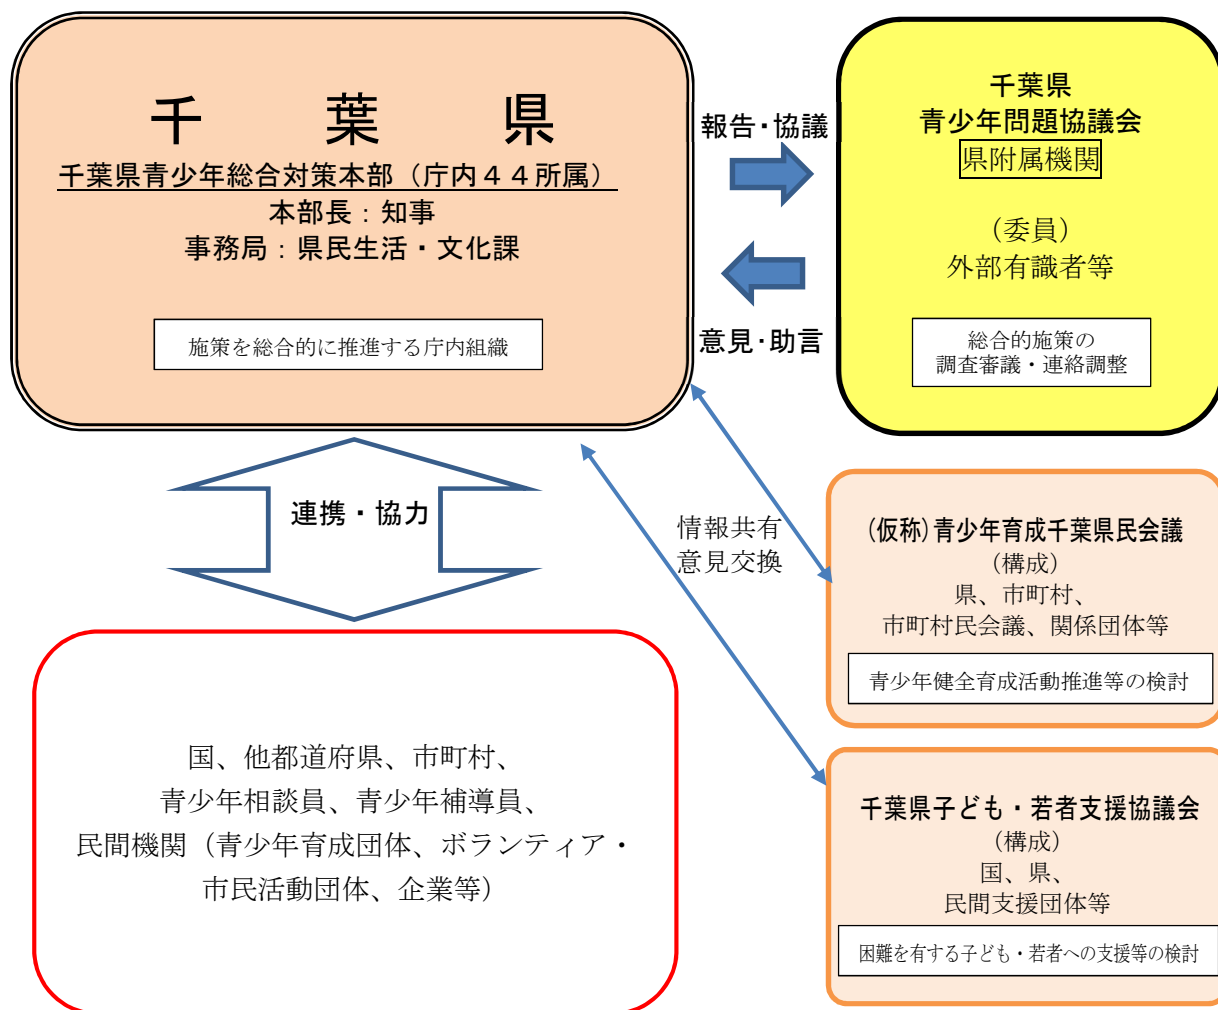 千　葉　県
千葉県青少年総合対策本部（庁内４４所属）
本部長：知事
事務局：県民生活・文化課
施策を総合的に推進する庁内組織
報告・協議
意見・助言
千葉県
青少年問題協議会
県附属機関
（委員）
外部有識者等
総合的施策の
調査審議・連絡調整
連携・協力
情報共有
意見交換
(仮称)青少年育成千葉県民会議
（構成）
県、市町村、
市町村民会議、関係団体等
青少年健全育成活動推進等の検討
国、他都道府県、市町村、
青少年相談員、青少年補導員、
民間機関（青少年育成団体、ボランティア・
市民活動団体、企業等）
千葉県子ども・若者支援協議会
（構成）
国、県、
民間支援団体等
困難を有する子ども・若者への支援等の検討